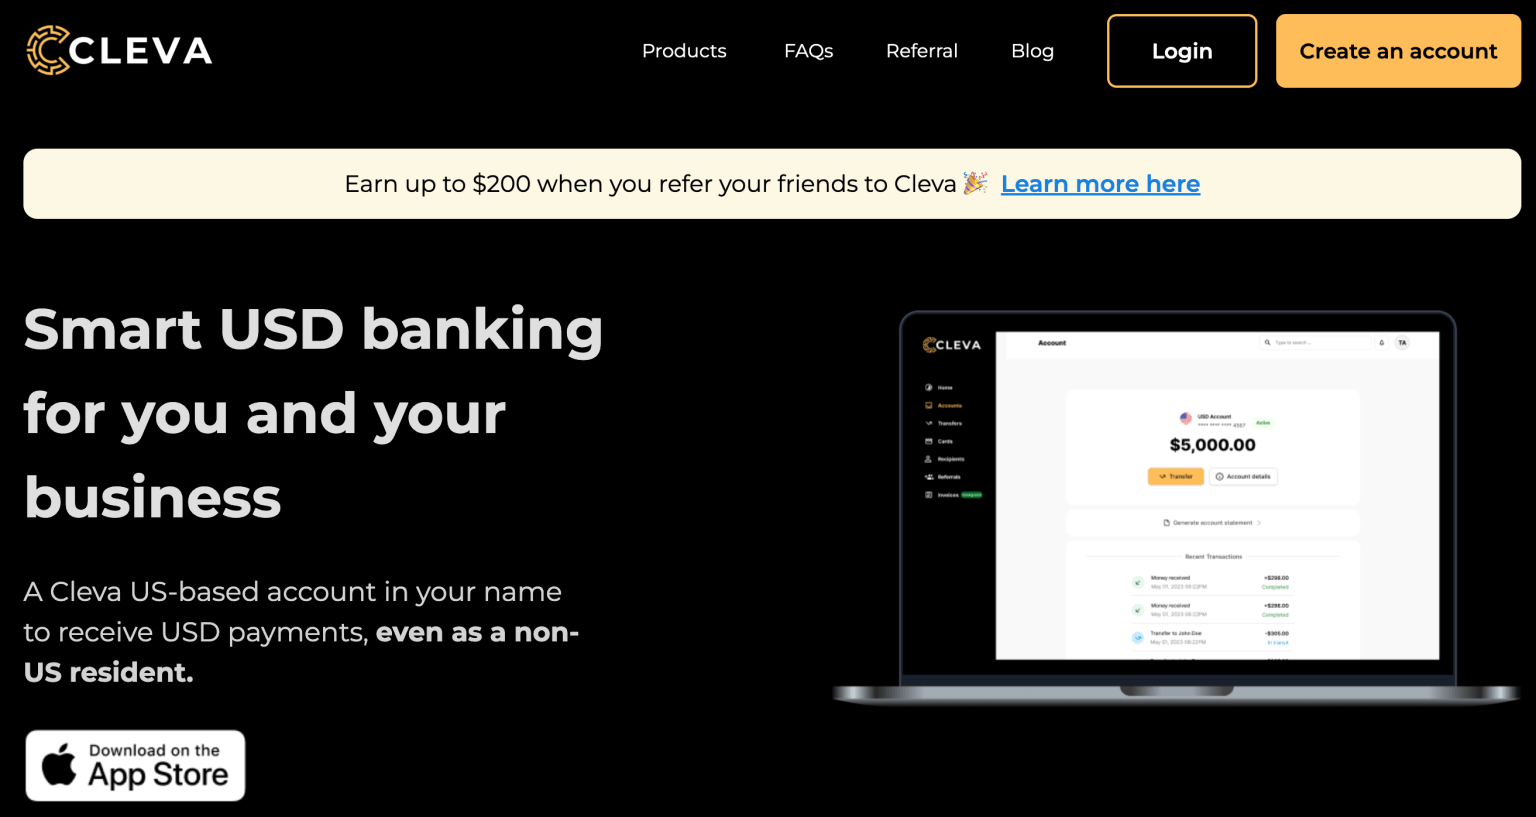 CLEVA
Products
FAQs
Referral
Blog
Login
Create an account
Earn up to $200 when you refer your friends to Cleva🎉 Learn more here
Smart USD banking
for you and your
business
A Cleva US-based account in your name
to receive USD payments, even as a non-
US resident.
Download on the
App Store
CLEVA
Home
Accounts
Transfers
Cards
Recipients
Referrals
Invoices
Account
Type to search ...
TA
USD Account
**** **** **** 4567
Active
$5,000.00
Transfer
Account details
Generate account statement
Recent Transactions
Money received
+$298.00
May 01, 2023 08:22PM
Completed
Money received
+$298.00
May 01, 2023 08:22PM
Completed
Transfer to John Doe
-$305.00
May 01, 2023 08:22PM
In transit